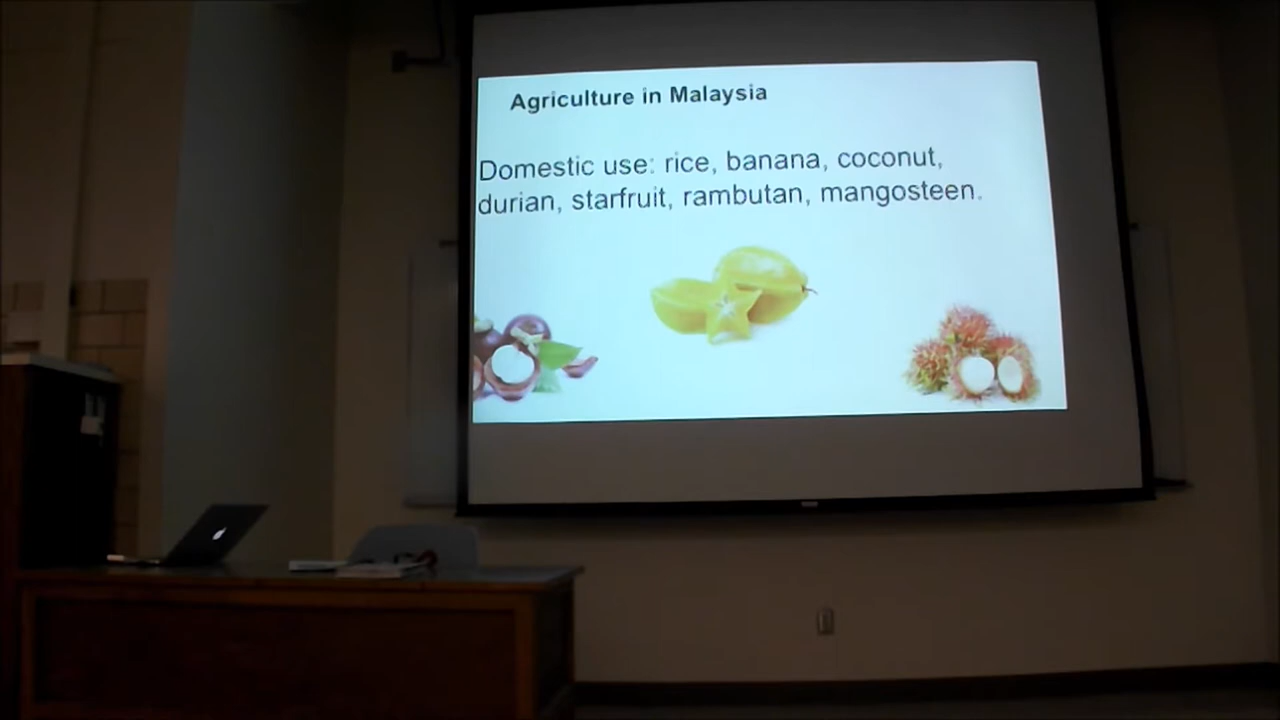 Agriculture in Malaysia
Domestic use: rice, banana, coconut,
durian, starfruit, rambutan, mangosteen.